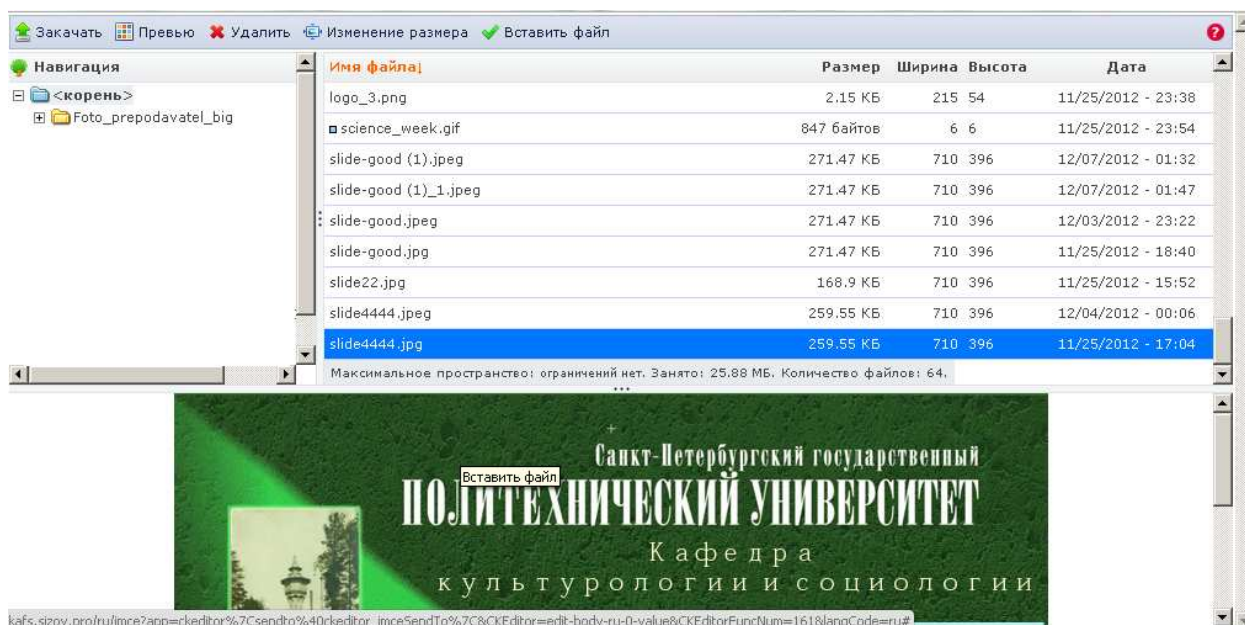 Закачать Превью Удалить Изменение размера Вставить файл
Навигация
<корень>
Foto_prepodavatel_big
Имя файла Размер Ширина Высота Дата
logo_3.png 2.15 КБ 215 54 11/25/2012 - 23:38
science_week.gif 847 байтов 6 6 11/25/2012 - 23:54
slide-good (1).jpeg 271.47 КБ 710 396 12/07/2012 - 01:32
slide-good (1)_1.jpeg 271.47 КБ 710 396 12/07/2012 - 01:47
slide-good.jpeg 271.47 КБ 710 396 12/03/2012 - 23:22
slide-good.jpg 271.47 КБ 710 396 11/25/2012 - 18:40
slide22.jpg 168.9 КБ 710 396 11/25/2012 - 15:52
slide4444.jpeg 259.55 КБ 710 396 12/04/2012 - 00:06
slide4444.jpg 259.55 КБ 710 396 11/25/2012 - 17:04
Максимальное пространство: ограничений нет. Занято: 25.88 МБ. Количество файлов: 64.
Санкт-Петербургский государственный
Вставить файл
ПОЛИТЕХНИЧЕСКИЙ УНИВЕРСИТЕТ
Кафедра
культурологии и социологии
kafs.sizov.pro/ru/imce?app=ckeditor%7Csendto%40ckeditor_imceSendTo%7C&CKEditor=edit-body-ru-0-value&CKEditorFuncNum=161&langCode=ru#